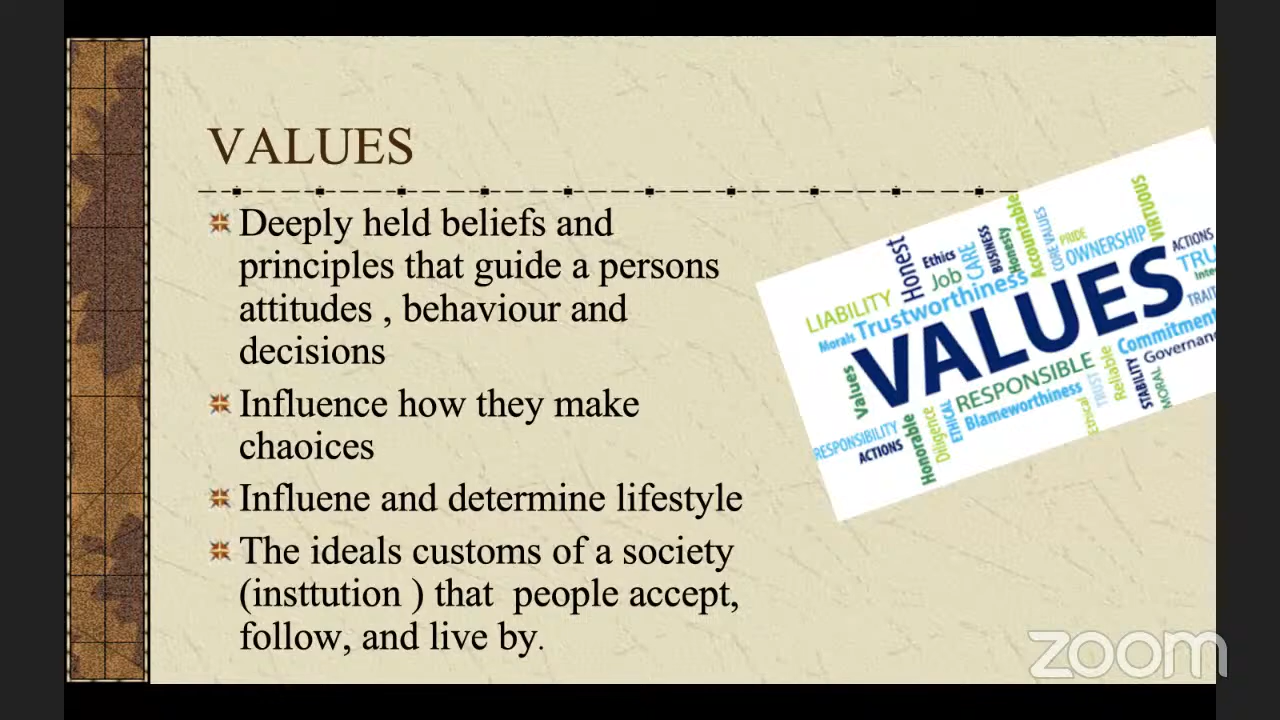 VALUES
Deeply held beliefs and
principles that guide a persons
attitudes , behaviour and
decisions
Influence how they make
chaoices
Influene and determine lifestyle
The ideals customs of a society
(insttution ) that people accept,
follow, and live by.
Honest
Ethics
Job
CARE
BUSINESS
Honesty
Accountable
CORE VALUES
PRIDE
OWNERSHIP
VIRTUOUS
ACTIONS
LIABILITY
Morals
Trustworthiness
VALUES
Values
RESPONSIBLE
Blameworthiness
Commitment
Reliable
TRUST
STABILITY
MORAL
RESPONSIBILITY
ACTIONS
Honorable
Diligence
ETHICAL
Ethical
zoom